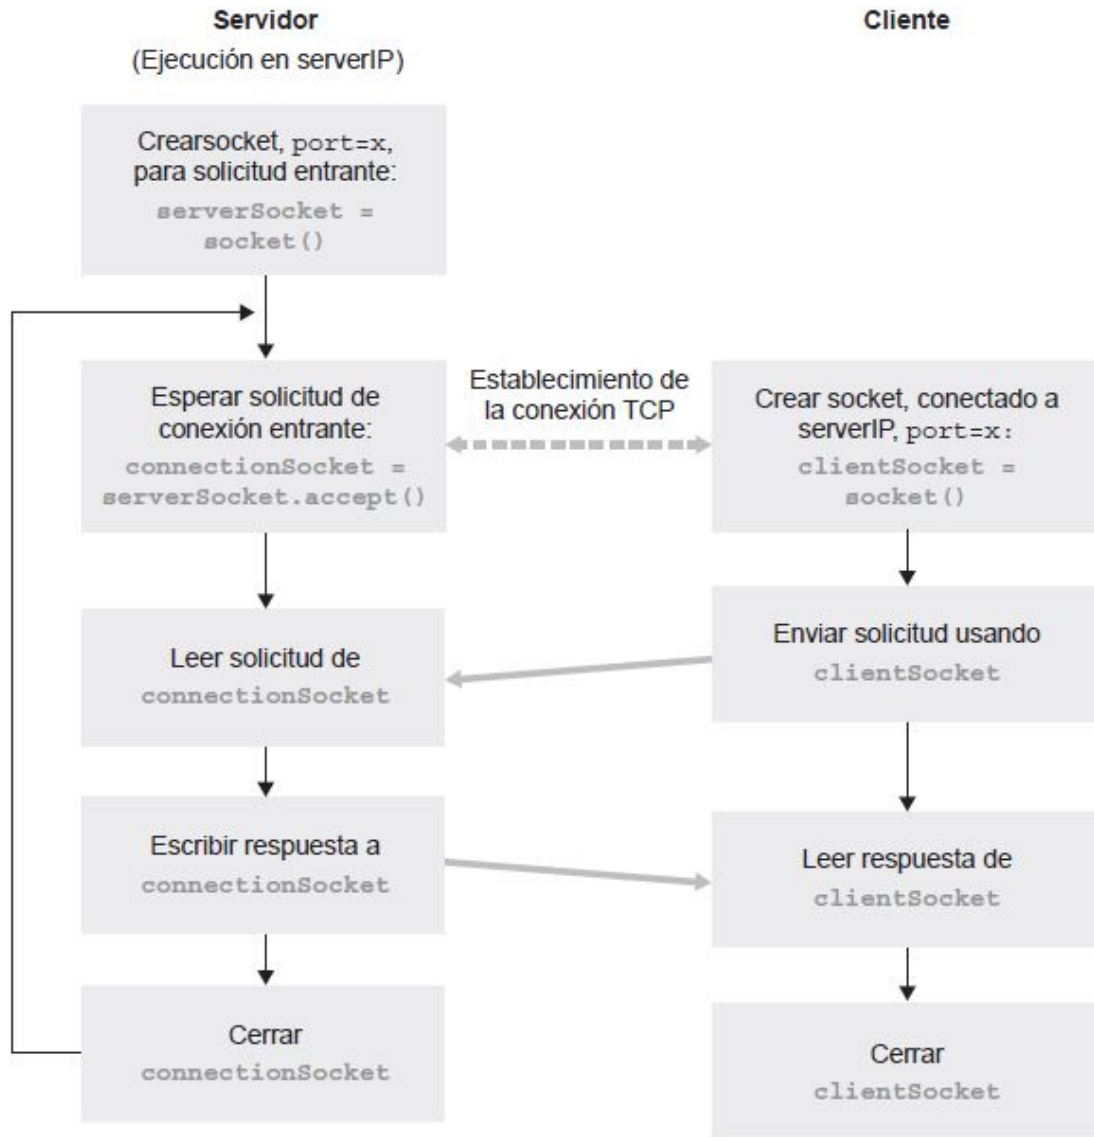 Servidor
(Ejecución en serverIP)
Crearsocket, port=x,
para solicitud entrante:
serverSocket =
socket()
Esperar solicitud de
conexión entrante:
connectionSocket =
serverSocket.accept()
Leer solicitud de
connectionSocket
Escribir respuesta a
connectionSocket
Cerrar
connectionSocket
Establecimiento de
la conexión TCP
Cliente
Crear socket, conectado a
serverIP, port=x:
clientSocket =
socket()
Enviar solicitud usando
clientSocket
Leer respuesta de
clientSocket
Cerrar
clientSocket